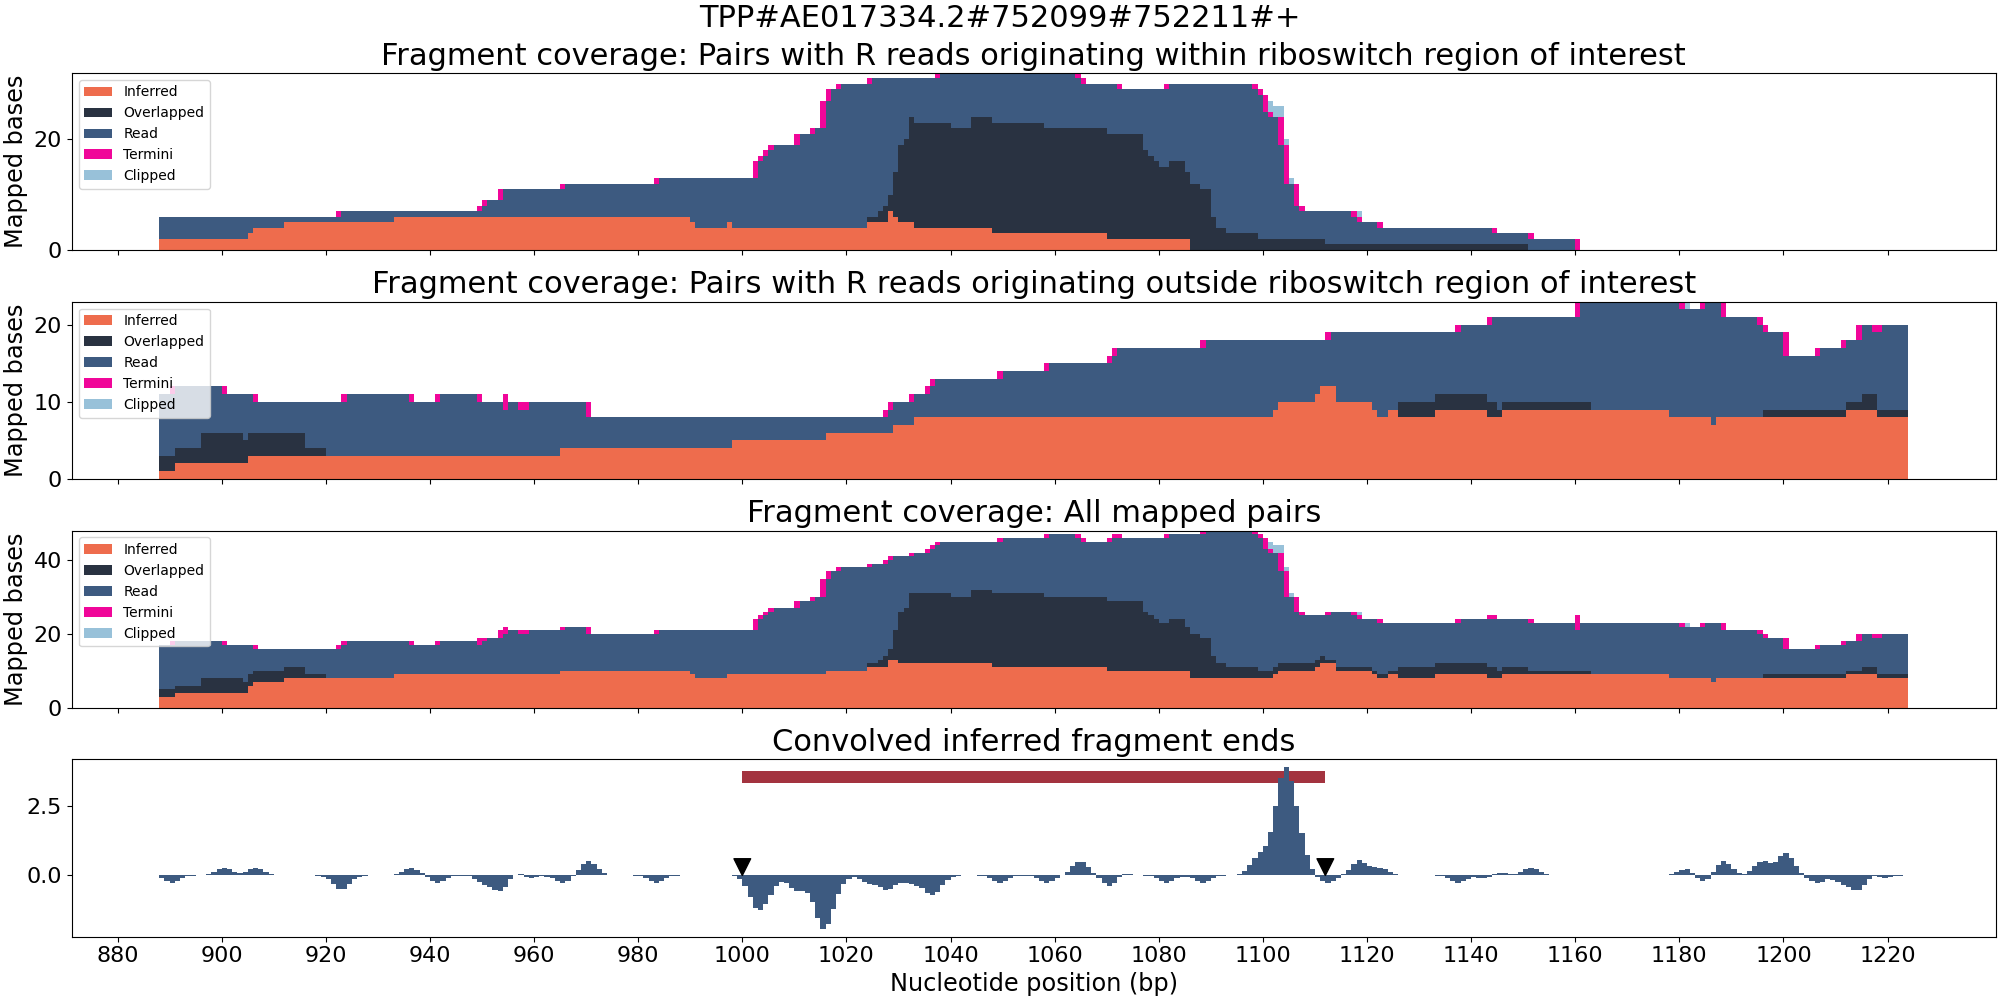 TPP#AE017334.2#752099#752211#+
Fragment coverage: Pairs with R reads originating within riboswitch region of interest
Mapped bases
20
0
Inferred
Overlapped
Read
Termini
Clipped
Fragment coverage: Pairs with R reads originating outside riboswitch region of interest
Mapped bases
20
10
0
Inferred
Overlapped
Read
Termini
Clipped
Fragment coverage: All mapped pairs
Mapped bases
40
20
0
Inferred
Overlapped
Read
Termini
Clipped
Convolved inferred fragment ends
2.5
0.0
880 900 920 940 960 980 1000 1020 1040 1060 1080 1100 1120 1140 1160 1180 1200 1220
Nucleotide position (bp)